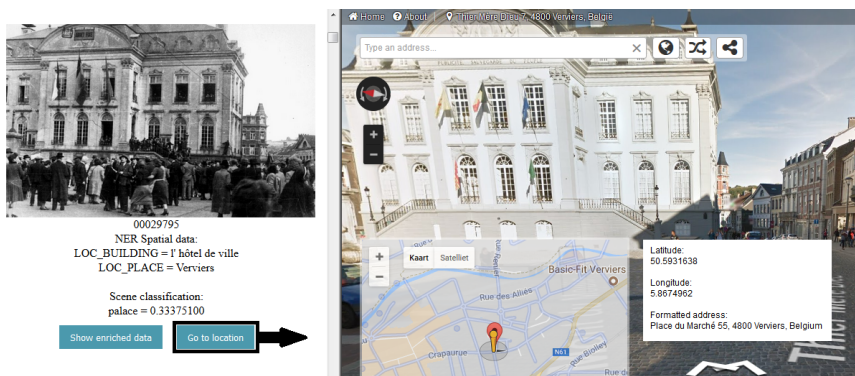 00029795
NER Spatial data:
LOC_BUILDING = l' hôtel de ville
LOC_PLACE = Verviers
Scene classification:
palace = 0.33375100
Show enriched data
Go to location
Home
About
Thier Mère Dieu 7, 4800 Verviers, België
Type an address...
+
−
+
−
Kaart
Satelliet
Basic-Fit Verviers
Rue des Alliés
Crapaurue
N61
Rue
Latitude:
50.5931638
Longitude:
5.8674962
Formatted address:
Place du Marché 55, 4800 Verviers, Belgium